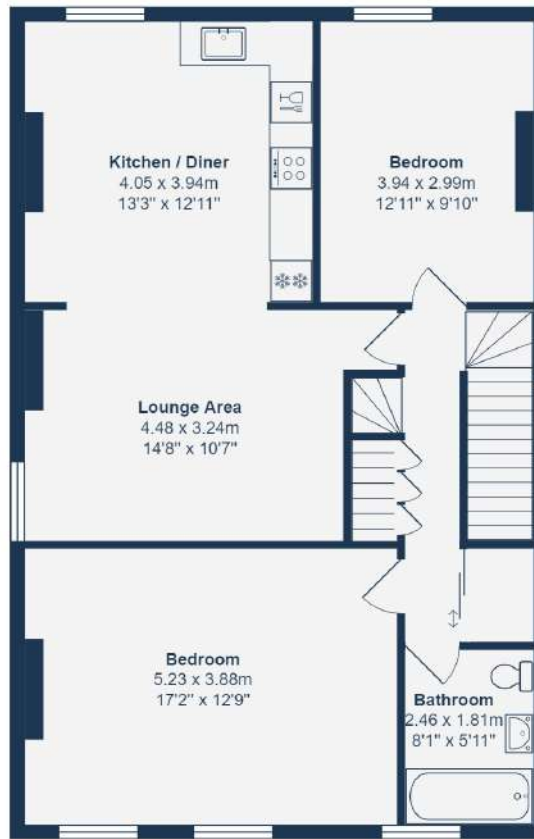 Kitchen / Diner
4.05 x 3.94m
13'3" x 12'11"
Bedroom
3.94 x 2.99m
12'11" x 9'10"
Lounge Area
4.48 x 3.24m
14'8" x 10'7"
Bedroom
5.23 x 3.88m
17'2" x 12'9"
Bathroom
2.46 x 1.81m
8'1" x 5'11"